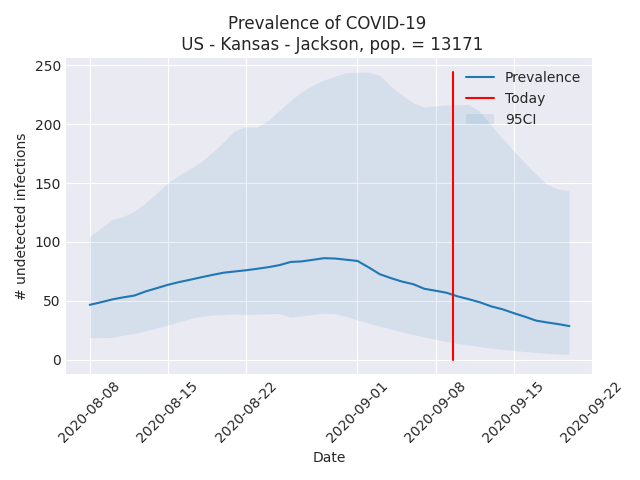 Prevalence of COVID-19
US - Kansas - Jackson, pop. = 13171
250
200
150
100
50
0
# undetected infections
Prevalence
Today
95CI
2020-08-08
2020-08-15
2020-08-22
2020-09-01
2020-09-08
2020-09-15
2020-09-22
Date